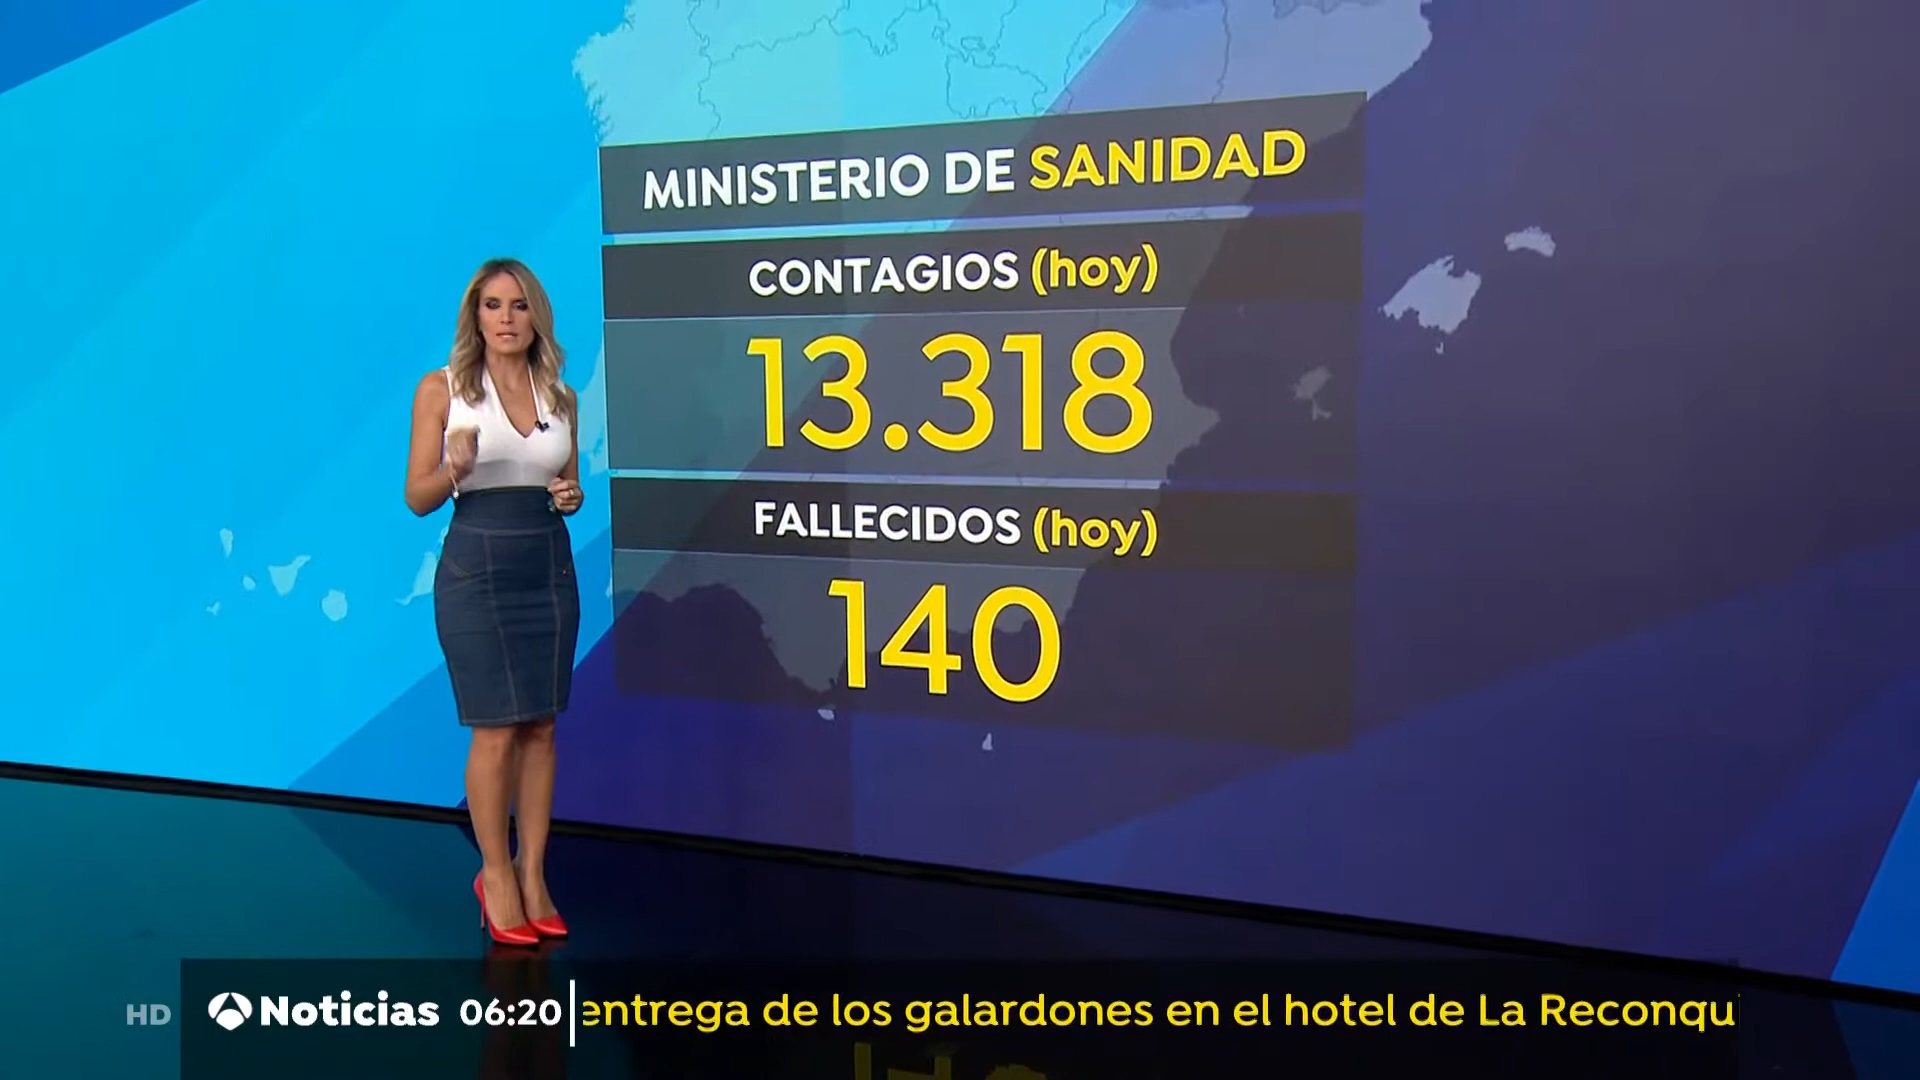 MINISTERIO DE SANIDAD
CONTAGIOS (hoy)
13.318
FALLECIDOS (hoy)
140
HD
Noticias 06:20 entrega de los galardones en el hotel de La Reconqui